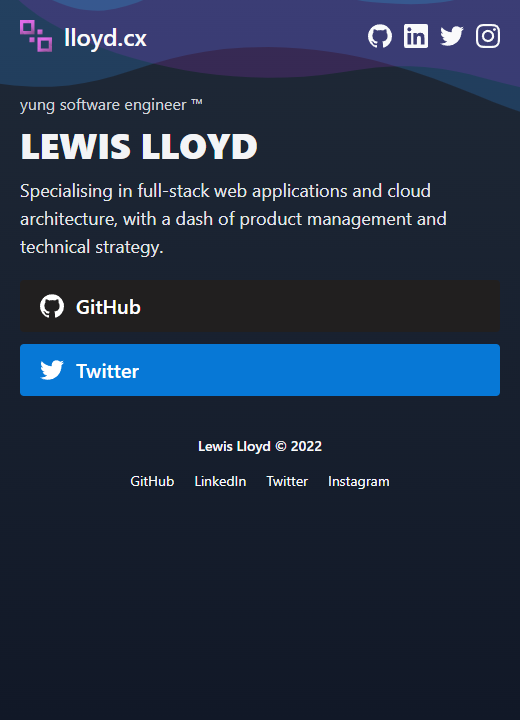 lloyd.cx
yung software engineer ™
LEWIS LLOYD
Specialising in full-stack web applications and cloud
architecture, with a dash of product management and
technical strategy.
GitHub
Twitter
Lewis Lloyd © 2022
GitHub LinkedIn Twitter Instagram